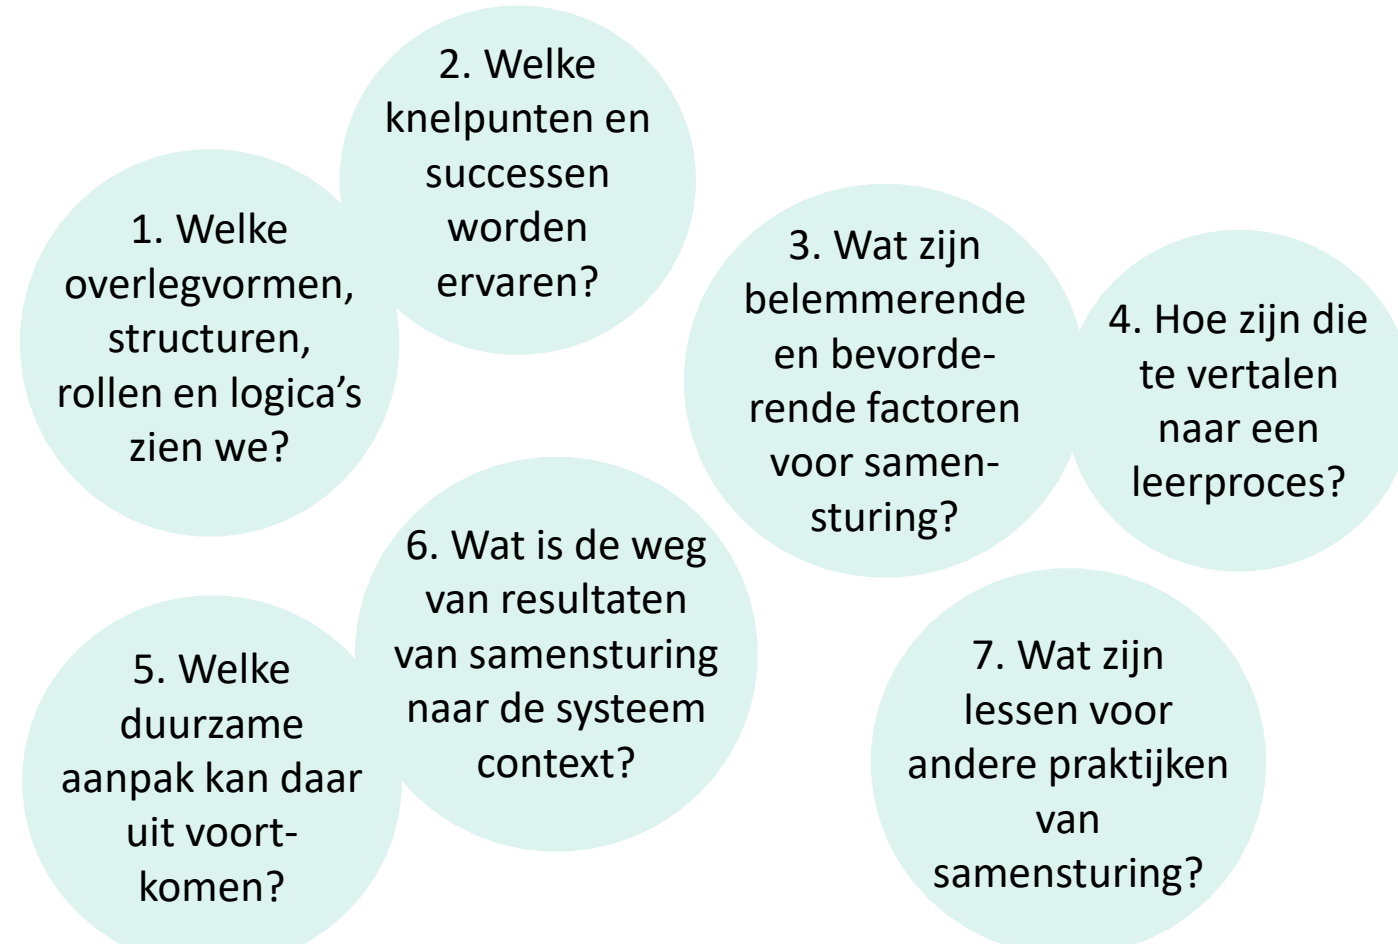 1. Welke
overlegvormen,
structuren,
rollen en logica’s
zien we?
2. Welke
knelpunten en
successen
worden
ervaren?
3. Wat zijn
belemmerende
en bevorde-
rende factoren
voor samen-
sturing?
4. Hoe zijn die
te vertalen
naar een
leerproces?
5. Welke
duurzame
aanpak kan daar
uit voort-
komen?
6. Wat is de weg
van resultaten
van samensturing
naar de systeem
context?
7. Wat zijn
lessen voor
andere praktijken
van
samensturing?